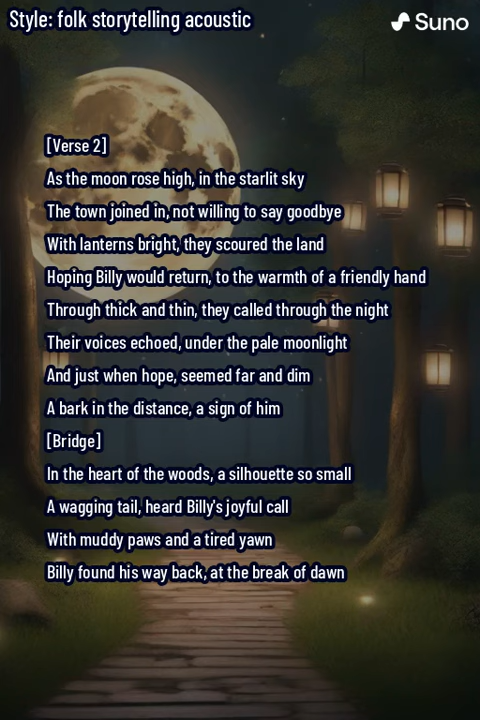 Style: folk storytelling acoustic
Suno
[Verse 2]
As the moon rose high, in the starlit sky
The town joined in, not willing to say goodbye
With lanterns bright, they scoured the land
Hoping Billy would return, to the warmth of a friendly hand
Through thick and thin, they called through the night
Their voices echoed, under the pale moonlight
And just when hope, seemed far and dim
A bark in the distance, a sign of him
[Bridge]
In the heart of the woods, a silhouette so small
A wagging tail, heard Billy's joyful call
With muddy paws and a tired yawn
Billy found his way back, at the break of dawn